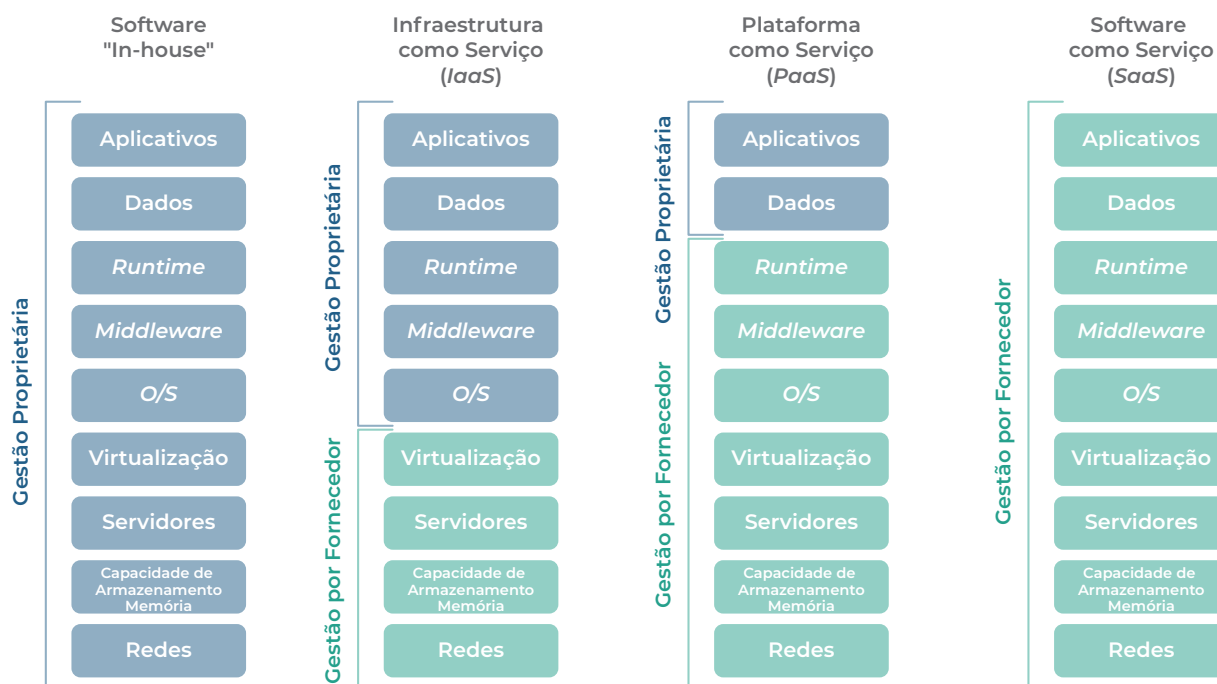 Software
"In-house"
Gestão Proprietária
Aplicativos
Dados
Runtime
Middleware
O/S
Virtualização
Servidores
Capacidade de
Armazenamento
Memória
Redes
Infraestrutura
como Serviço
(IaaS)
Gestão Proprietária
Gestão por Fornecedor
Aplicativos
Dados
Runtime
Middleware
O/S
Virtualização
Servidores
Capacidade de
Armazenamento
Memória
Redes
Plataforma
como Serviço
(PaaS)
Gestão Proprietária
Gestão por Fornecedor
Aplicativos
Dados
Runtime
Middleware
O/S
Virtualização
Servidores
Capacidade de
Armazenamento
Memória
Redes
Software
como Serviço
(SaaS)
Gestão por Fornecedor
Aplicativos
Dados
Runtime
Middleware
O/S
Virtualização
Servidores
Capacidade de
Armazenamento
Memória
Redes